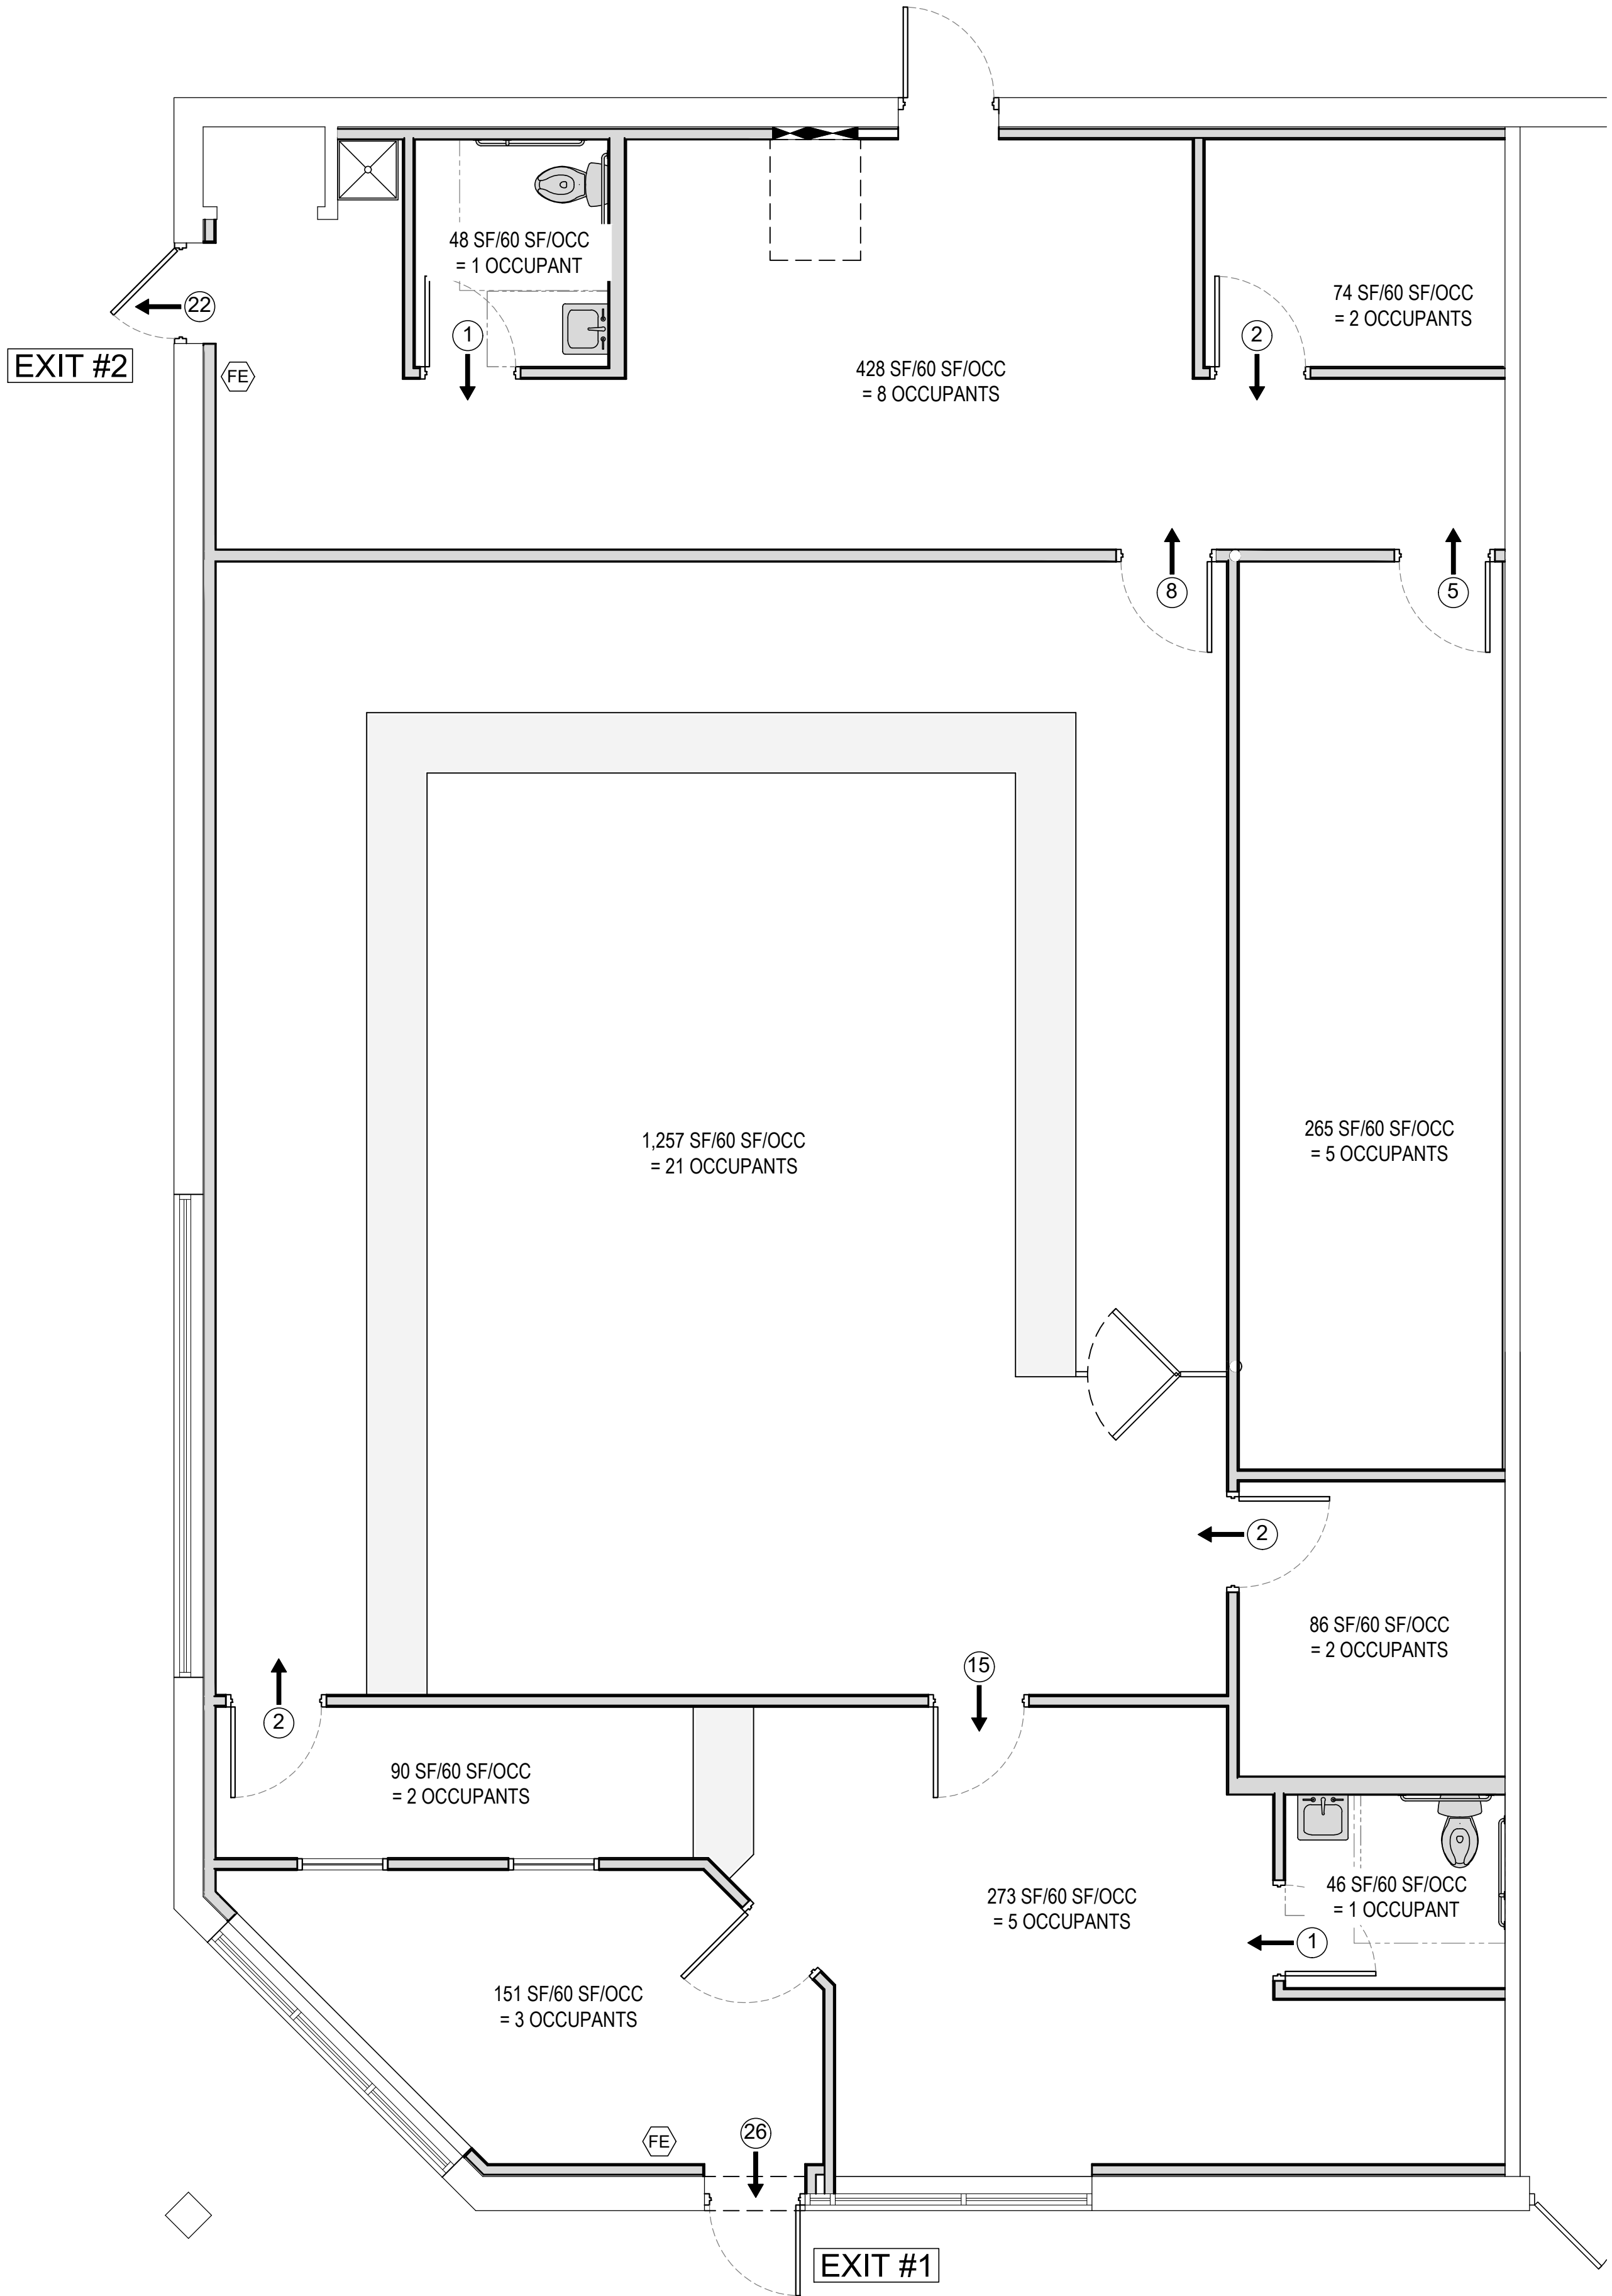 48 SF/60 SF/OCC
= 1 OCCUPANT
22
1
2
74 SF/60 SF/OCC
= 2 OCCUPANTS
EXIT #2
FE
428 SF/60 SF/OCC
= 8 OCCUPANTS
8
5
1,257 SF/60 SF/OCC
= 21 OCCUPANTS
265 SF/60 SF/OCC
= 5 OCCUPANTS
2
86 SF/60 SF/OCC
= 2 OCCUPANTS
15
2
90 SF/60 SF/OCC
= 2 OCCUPANTS
273 SF/60 SF/OCC
= 5 OCCUPANTS
46 SF/60 SF/OCC
= 1 OCCUPANT
1
151 SF/60 SF/OCC
= 3 OCCUPANTS
FE
26
EXIT #1